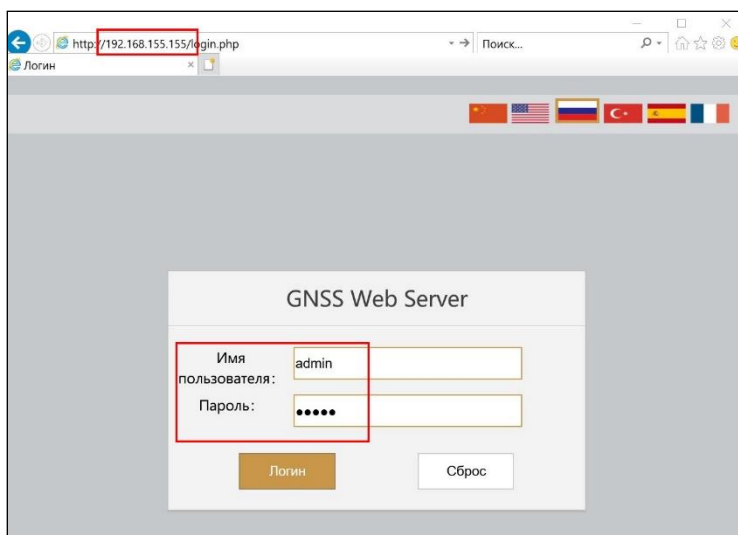 http://192.168.155.155/login.php
Поиск...
Логин
GNSS Web Server
Имя
пользователя:
admin
Пароль:
•••••
Логин
Сброс